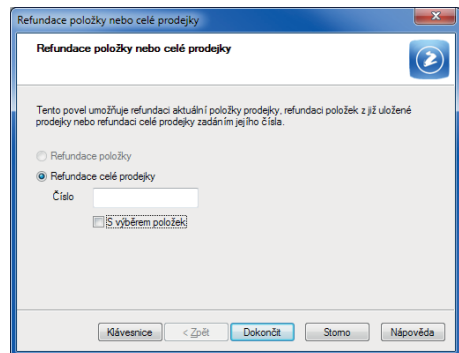 Refundace položky nebo celé prodejky
Refundace položky nebo celé prodejky
Tento povel umožňuje refundaci aktuální položky prodejky, refundaci položek z již uložené
prodejky nebo refundaci celé prodejky zadáním jejího čísla.
Refundace položky
Refundace celé prodejky
Číslo
S výběrem položek
Klávesnice < Zpět Dokončit Storno Nápověda